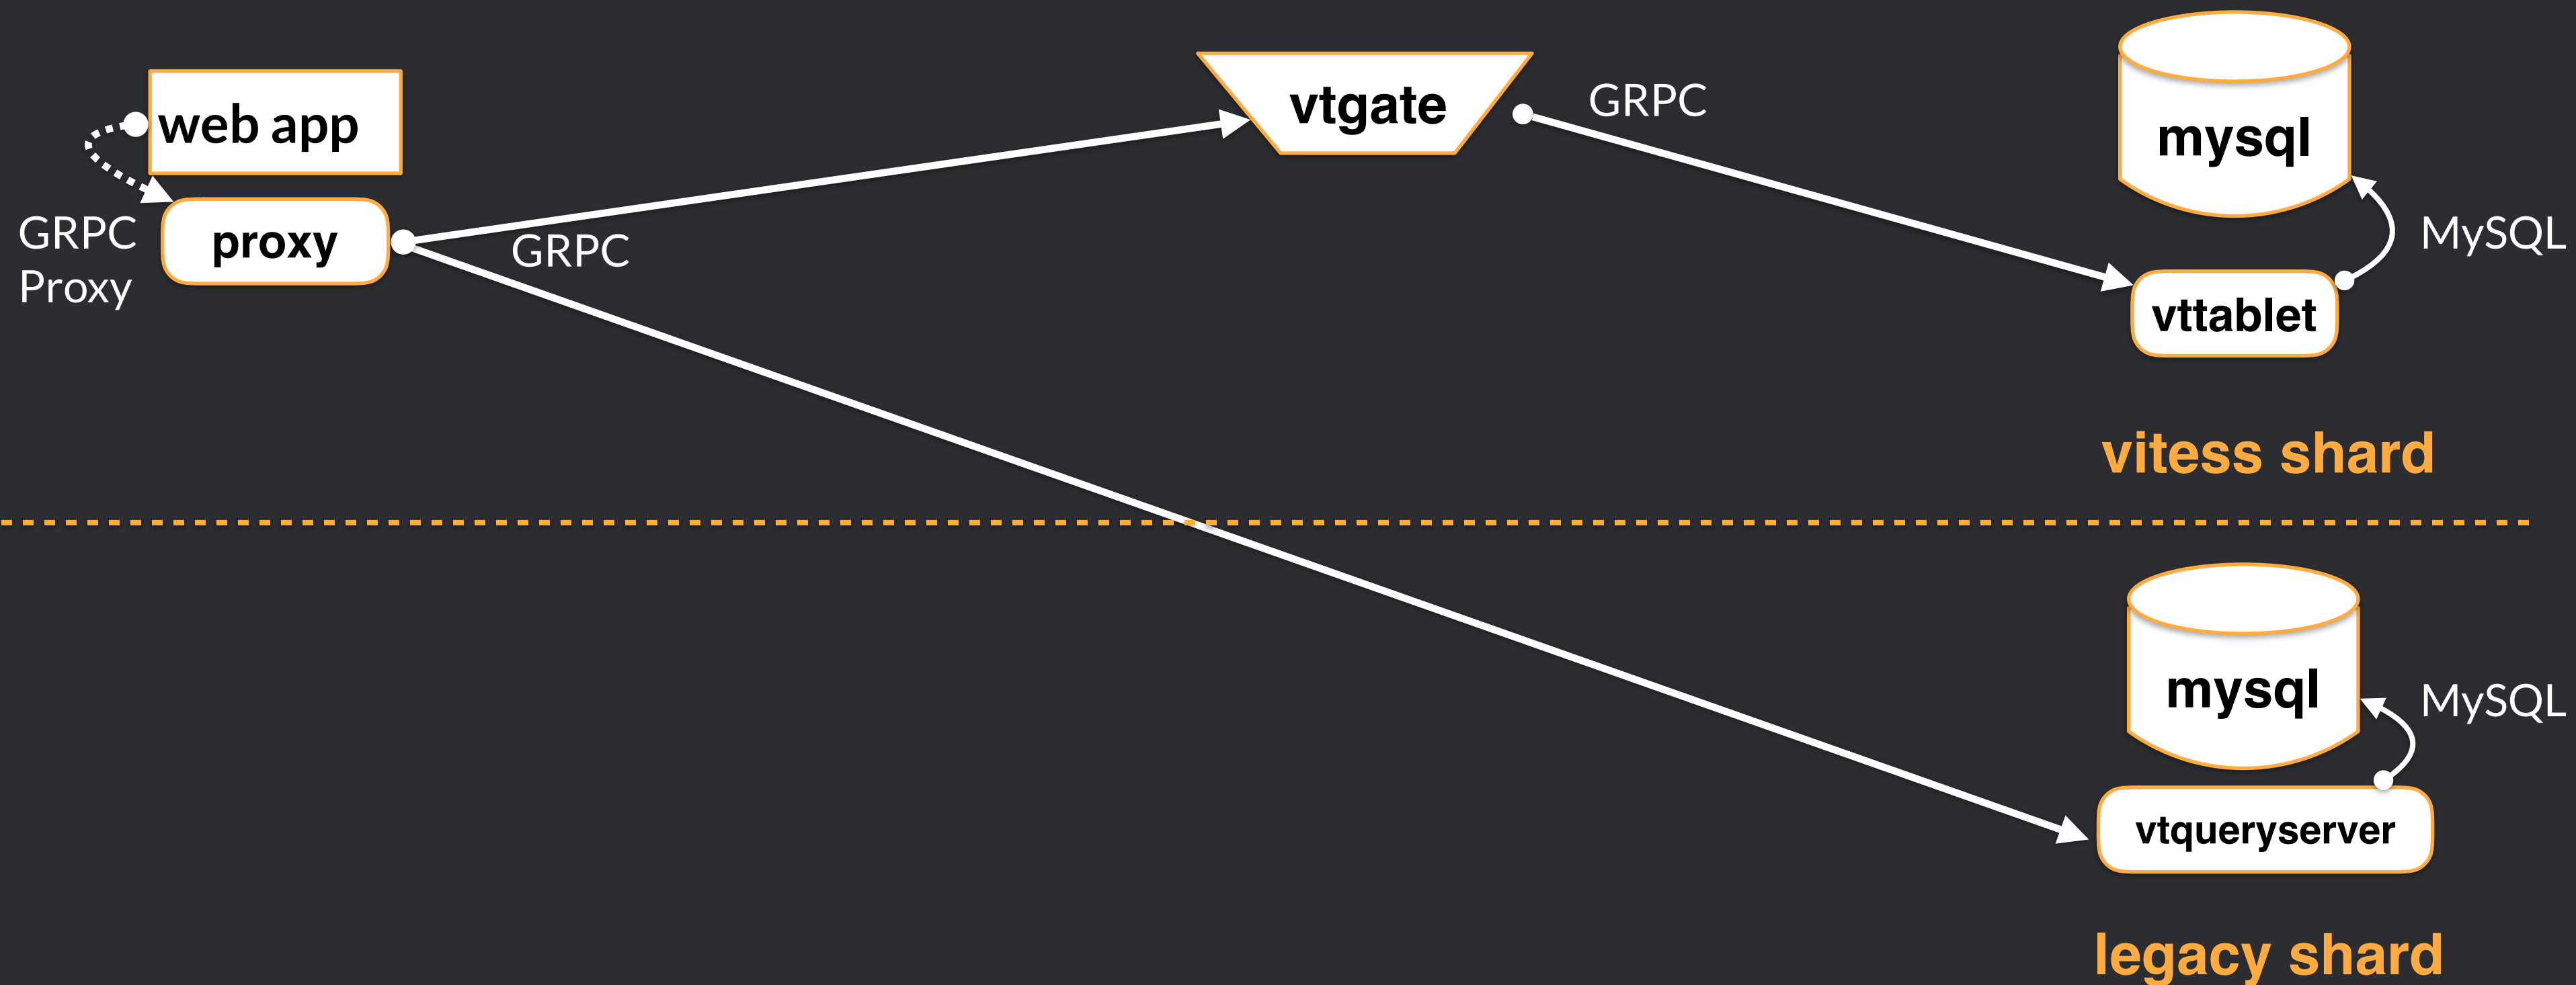 web app
GRPC
Proxy
proxy
GRPC
vtgate
GRPC
mysql
MySQL
vttablet
vitess shard
mysql
MySQL
vtqueryserver
legacy shard